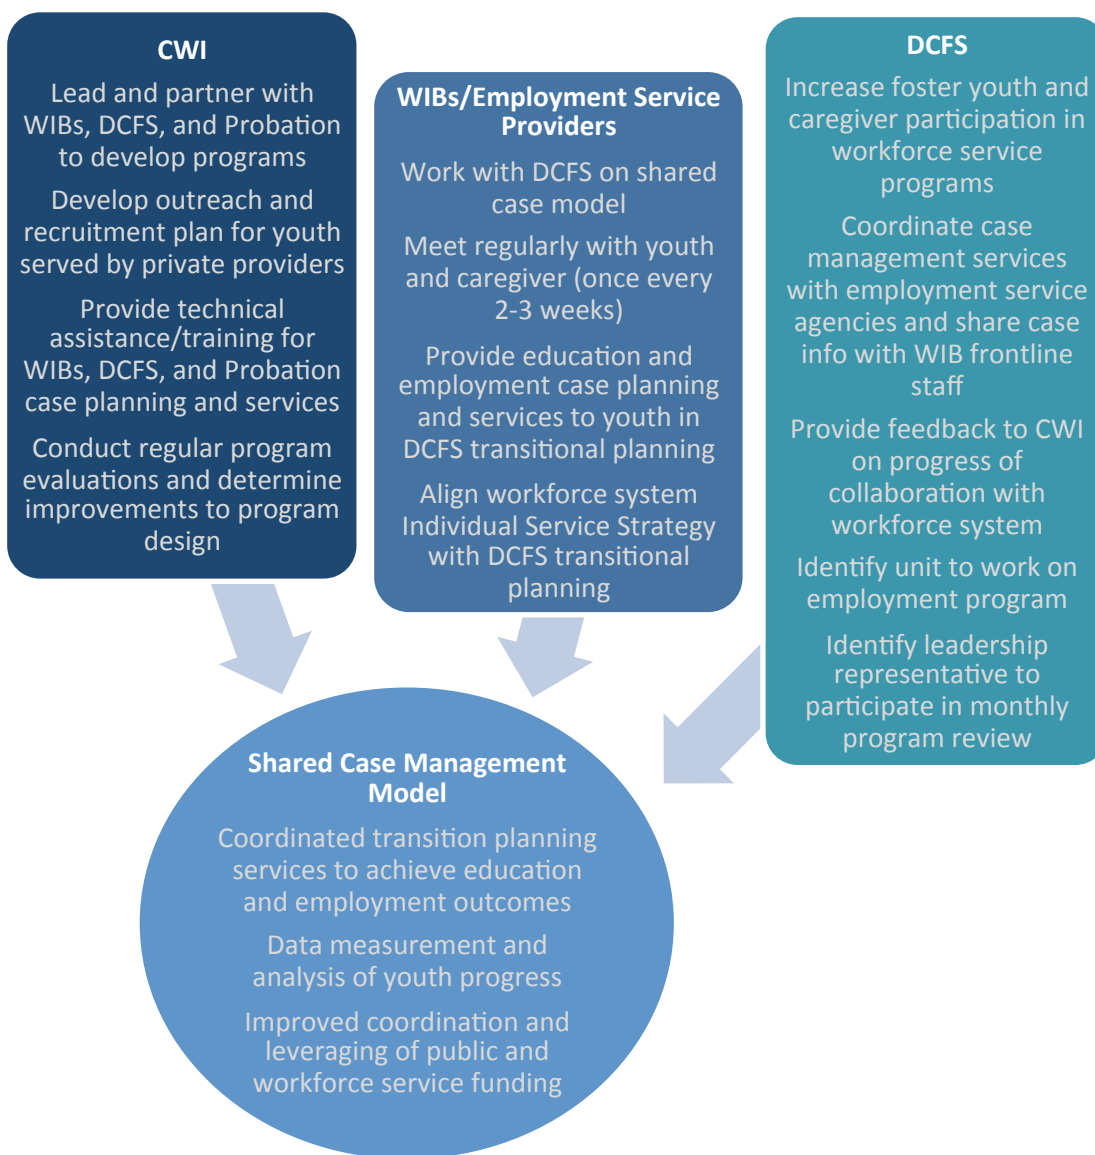 CWI
Lead and partner with
WIBs, DCFS, and Probation
to develop programs
Develop outreach and
recruitment plan for youth
served by private providers
Provide technical
assistance/training for
WIBs, DCFS, and Probation
case planning and services
Conduct regular program
evaluations and determine
improvements to program
design
WIBs/Employment Service
Providers
Work with DCFS on shared
case model
Meet regularly with youth
and caregiver (once every
2-3 weeks)
Provide education and
employment case planning
and services to youth in
DCFS transitional planning
Align workforce system
Individual Service Strategy
with DCFS transitional
planning
DCFS
Increase foster youth and
caregiver participation in
workforce service
programs
Coordinate case
management services
with employment service
agencies and share case
info with WIB frontline
staff
Provide feedback to CWI
on progress of
collaboration with
workforce system
Identify unit to work on
employment program
Identify leadership
representative to
participate in monthly
program review
Shared Case Management
Model
Coordinated transition planning
services to achieve education
and employment outcomes
Data measurement and
analysis of youth progress
Improved coordination and
leveraging of public and
workforce service funding